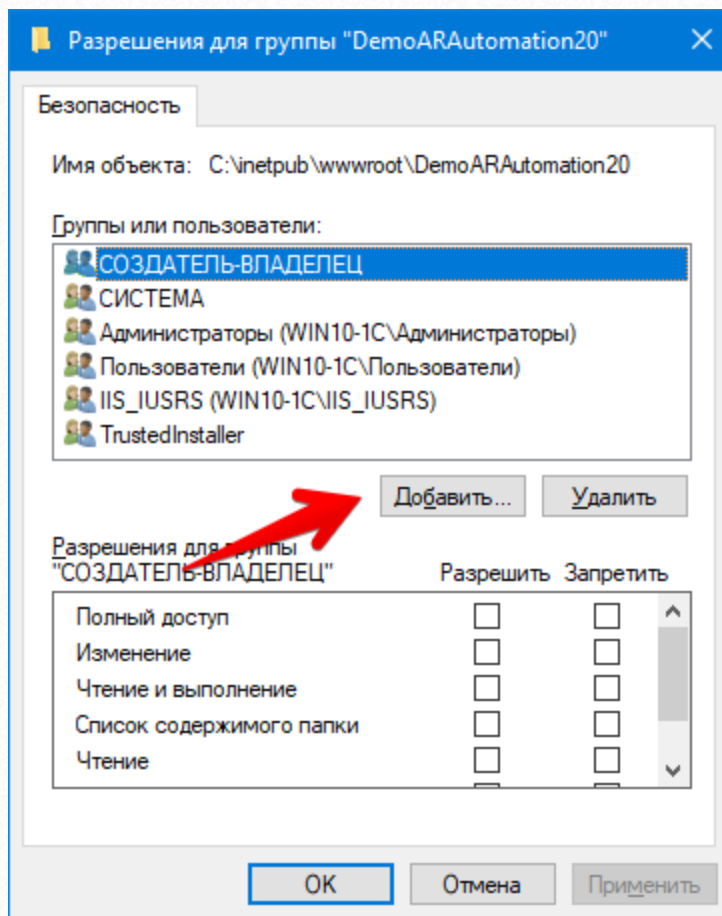 Разрешения для группы "DemoARAutomation20"
Безопасность
Имя объекта: C:\inetpub\wwwroot\DemoARAutomation20
Группы или пользователи:
СОЗДАТЕЛЬ-ВЛАДЕЛЕЦ
СИСТЕМА
Администраторы (WIN10-1C\Администраторы)
Пользователи (WIN10-1C\Пользователи)
IIS_IUSRS (WIN10-1C\IIS_IUSRS)
TrustedInstaller
Добавить... Удалить
Разрешения для группы
"СОЗДАТЕЛЬ-ВЛАДЕЛЕЦ" Разрешить Запретить
Полный доступ
Изменение
Чтение и выполнение
Список содержимого папки
Чтение
ОК Отмена Применить